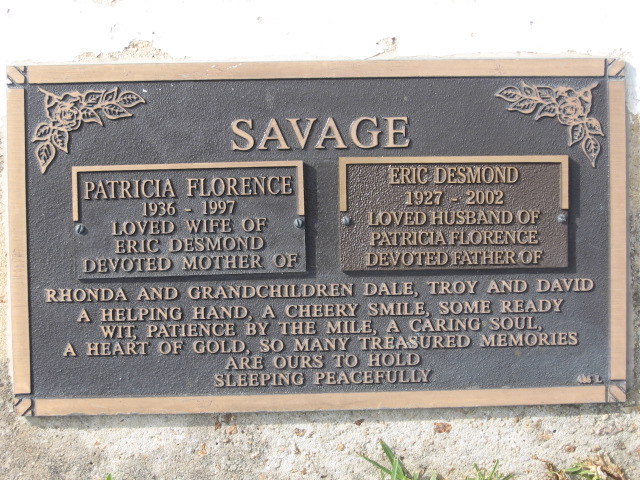 SAVAGE
PATRICIA FLORENCE
1936 - 1997
LOVED WIFE OF
ERIC DESMOND
DEVOTED MOTHER OF
ERIC DESMOND
1927 - 2002
LOVED HUSBAND OF
PATRICIA FLORENCE
DEVOTED FATHER OF
RHONDA AND GRANDCHILDREN DALE, TROY AND DAVID
A HELPING HAND, A CHEERY SMILE, SOME READY
WIT, PATIENCE BY THE MILE, A CARING SOUL,
A HEART OF GOLD, SO MANY TREASURED MEMORIES
ARE OURS TO HOLD
SLEEPING PEACEFULLY